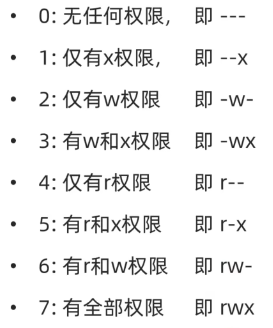 • 0: 无任何权限， 即 ---
• 1: 仅有x权限， 即 --x
• 2: 仅有w权限 即 -w-
• 3: 有w和x权限 即 -wx
• 4: 仅有r权限 即 r--
• 5: 有r和x权限 即 r-x
• 6: 有r和w权限 即 rw-
• 7: 有全部权限 即 rwx